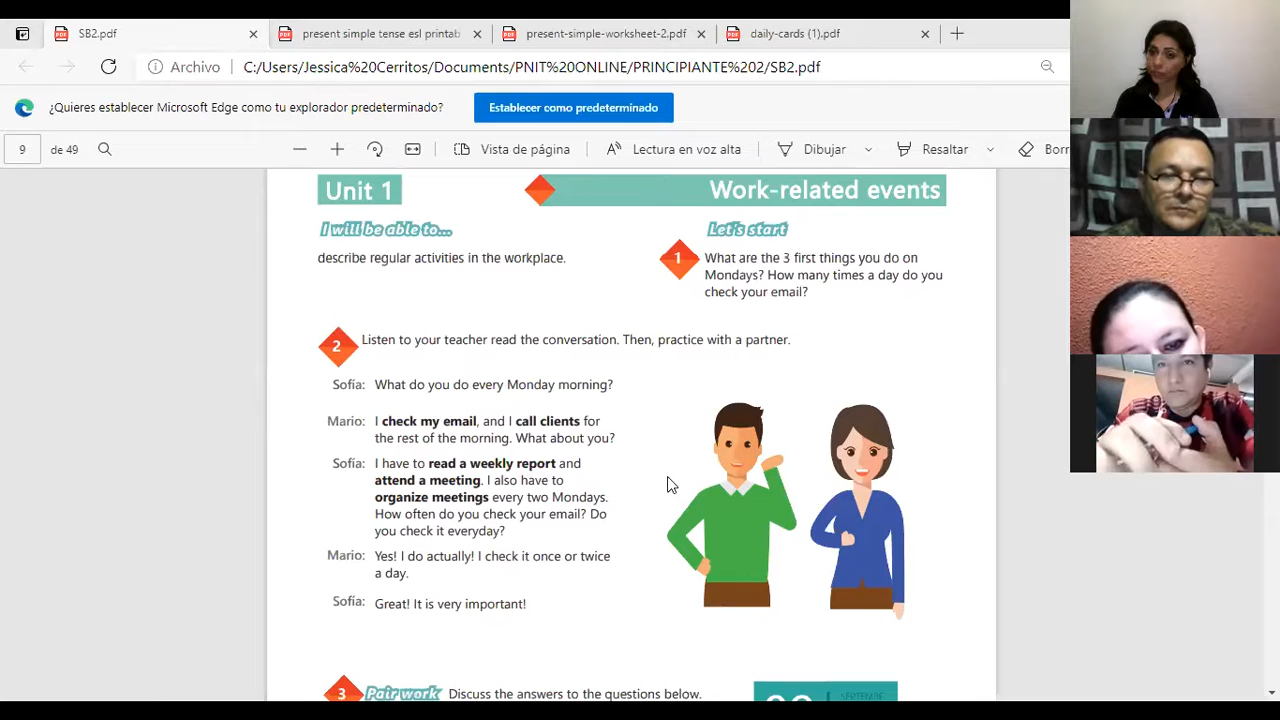 SB2.pdf
present simple tense esl printab
present-simple-worksheet-2.pdf
daily-cards (1).pdf
Archivo
C:/Users/Jessica%20Cerritos/Documents/PNIT%20ONLINE/PRINCIPIANTE%202/SB2.pdf
¿Quieres establecer Microsoft Edge como tu explorador predeterminado?
Establecer como predeterminado
9 de 49
Vista de página
Lectura en voz alta
Dibujar
Resaltar
Borr
Unit 1
Work-related events
I will be able to...
describe regular activities in the workplace.
Let's start
1 What are the 3 first things you do on
Mondays? How many times a day do you
check your email?
2 Listen to your teacher read the conversation. Then, practice with a partner.
Sofía: What do you do every Monday morning?
Mario: I check my email, and I call clients for
the rest of the morning. What about you?
Sofía: I have to read a weekly report and
attend a meeting. I also have to
organize meetings every two Mondays.
How often do you check your email? Do
you check it everyday?
Mario: Yes! I do actually! I check it once or twice
a day.
Sofía: Great! It is very important!
3 Pair work Discuss the answers to the questions below.